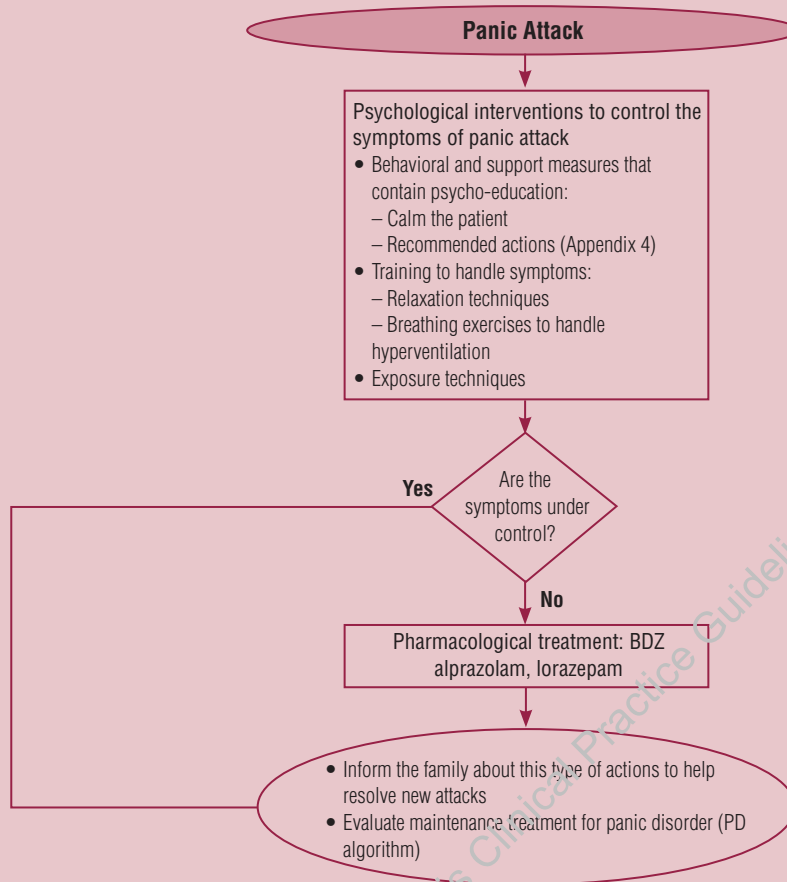 Panic Attack
Psychological interventions to control the
symptoms of panic attack
• Behavioral and support measures that
contain psycho-education:
– Calm the patient
– Recommended actions (Appendix 4)
• Training to handle symptoms:
– Relaxation techniques
– Breathing exercises to handle
hyperventilation
• Exposure techniques
Are the
symptoms under
control?
Yes
No
Pharmacological treatment: BDZ
alprazolam, lorazepam
• Inform the family about this type of actions to help
resolve new attacks
• Evaluate maintenance treatment for panic disorder (PD
algorithm)
Clinical Practice